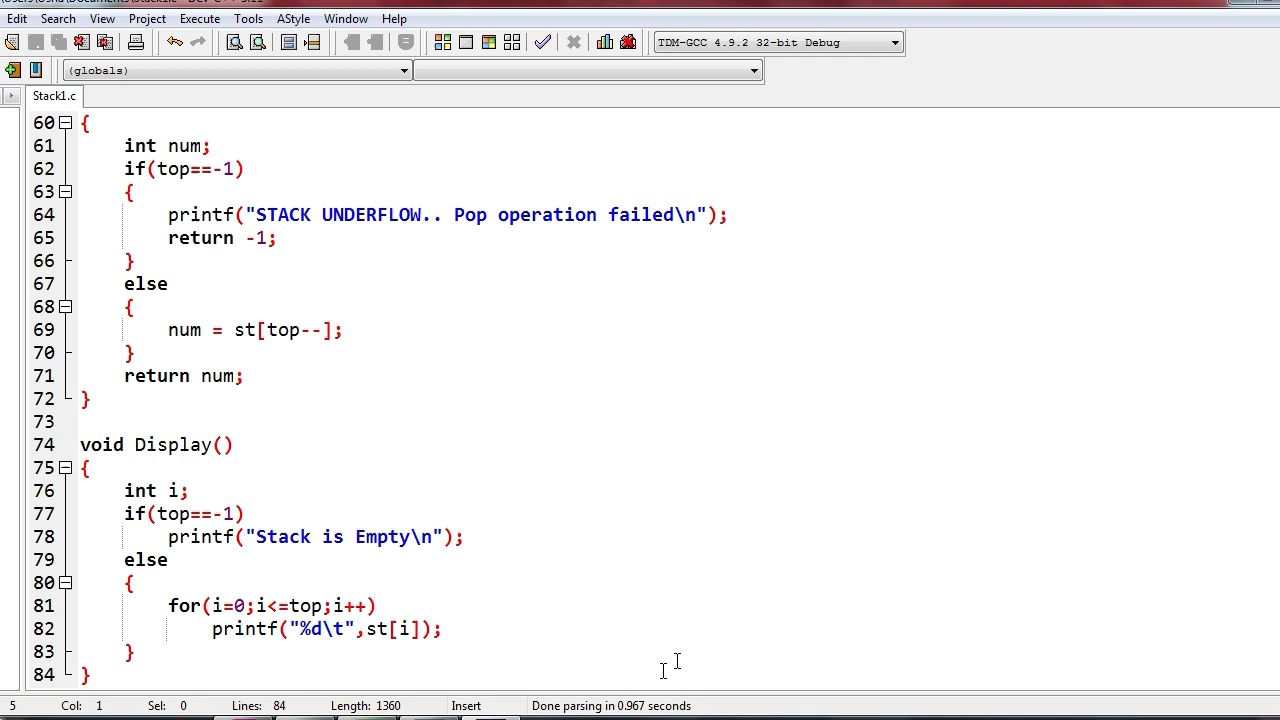 Edit Search View Project Execute Tools AStyle Window Help
TDM-GCC 4.9.2 32-bit Debug
(globals)
Stack1.c
60 {
61 int num;
62 if(top==-1)
63 {
64 printf("STACK UNDERFLOW.. Pop operation failed\n");
65 return -1;
66 }
67 else
68 {
69 num = st[top--];
70 }
71 return num;
72 }
73
74 void Display()
75 {
76 int i;
77 if(top==-1)
78 printf("Stack is Empty\n");
79 else
80 {
81 for(i=0;i<=top;i++)
82 printf("%d\t",st[i]);
83 }
84 }
5 Col: 1 Sel: 0 Lines: 84 Length: 1360 Insert Done parsing in 0.967 seconds